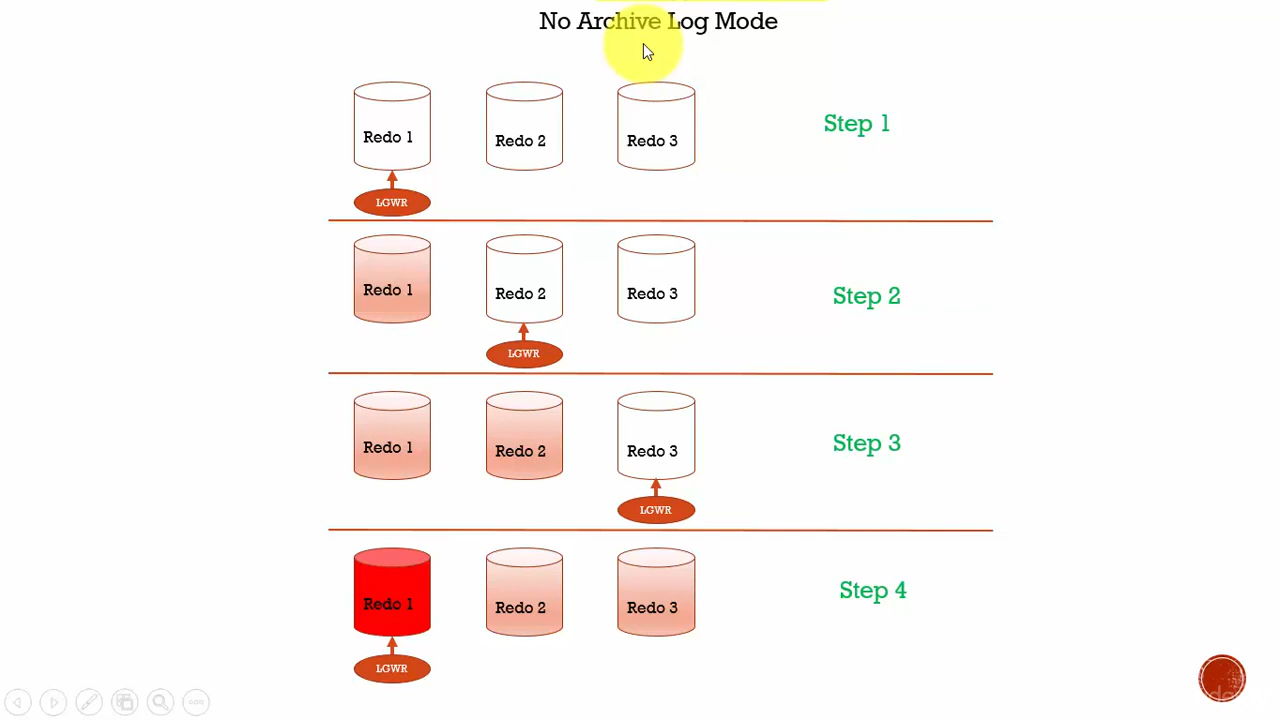 No Archive Log Mode
Redo 1
Redo 2
Redo 3
Step 1
LGWR
Redo 1
Redo 2
Redo 3
Step 2
LGWR
Redo 1
Redo 2
Redo 3
Step 3
LGWR
Redo 1
Redo 2
Redo 3
Step 4
LGWR